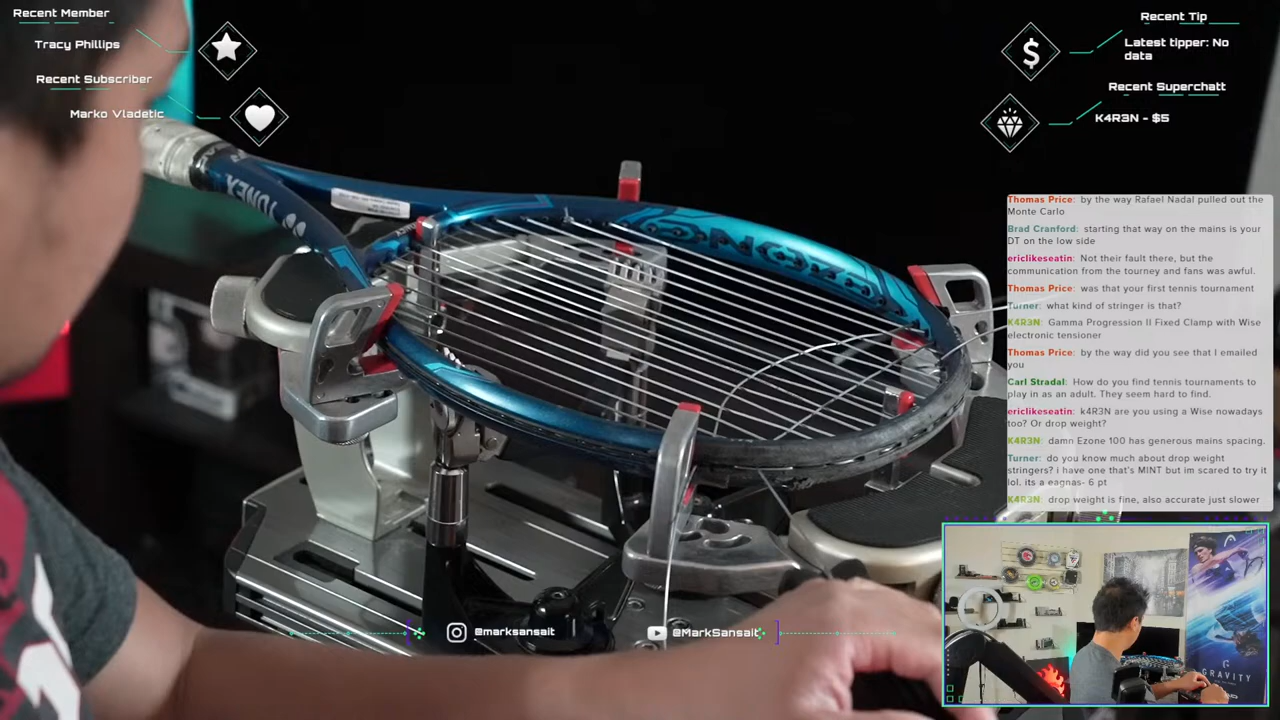 Recent Member
Tracy Phillips
Recent Subscriber
Marko Vladetic
Recent Tip
Latest tipper: No
data
Recent Superchatt
K4R3N - $5
YONEX
Thomas Price: by the way Rafael Nadal pulled out the
Monte Carlo
Brad Cranford: starting that way on the mains is your
DT on the low side
ericlikeseatin: Not their fault there, but the
communication from the tourney and fans was awful.
Thomas Price: was that your first tennis tournament
Turner: what kind of stringer is that?
K4R3N: Gamma Progression II Fixed Clamp with Wise
electronic tensioner
Thomas Price: by the way did you see that I emailed
you
Carl Stradal: How do you find tennis tournaments to
play in as an adult. They seem hard to find.
ericlikeseatin: k4R3N are you using a Wise nowadays
too? Or drop weight?
K4R3N: damn Ezone 100 has generous mains spacing.
Turner: do you know much about drop weight
stringers? i have one that's MINT but im scared to try it
lol. its a eagnas- 6 pt
K4R3N: drop weight is fine, also accurate just slower
@marksansait
@MarkSansait
GRAVITY